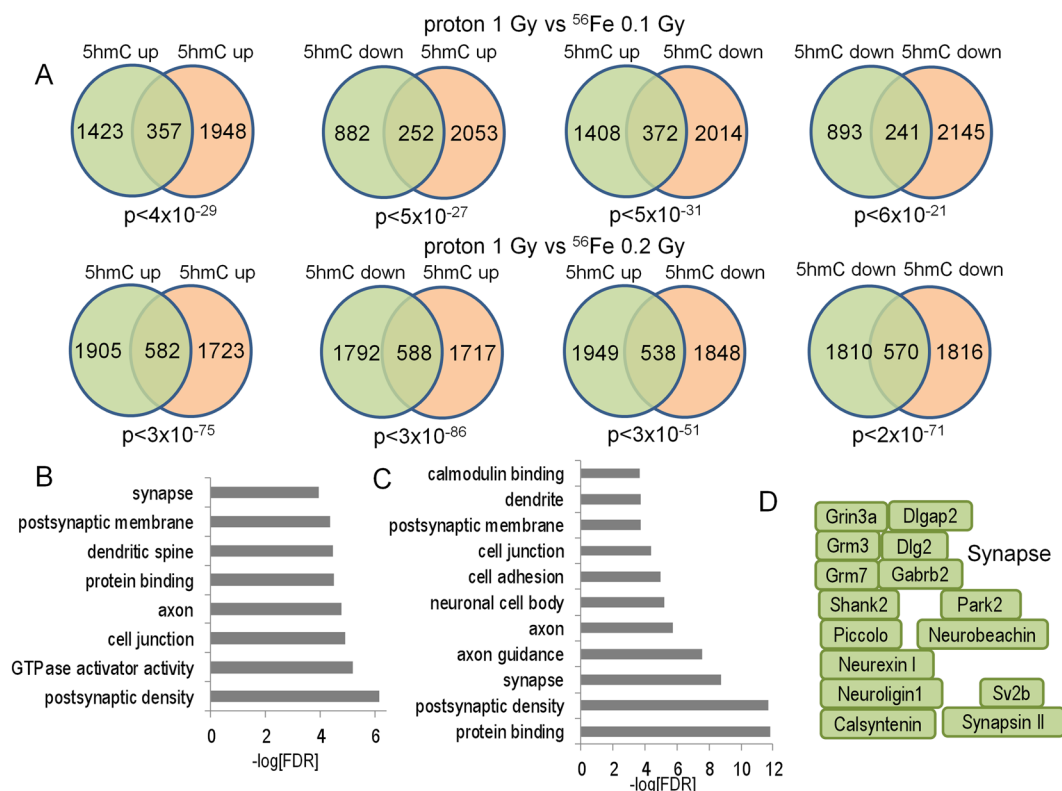 proton 1 Gy vs ⁵⁶Fe 0.1 Gy
A
5hmC up 5hmC up
1423 357 1948
p<4x10⁻²⁹
5hmC down 5hmC up
882 252 2053
p<5x10⁻²⁷
5hmC up 5hmC down
1408 372 2014
p<5x10⁻³¹
5hmC down 5hmC down
893 241 2145
p<6x10⁻²¹
proton 1 Gy vs ⁵⁶Fe 0.2 Gy
5hmC up 5hmC up
1905 582 1723
p<3x10⁻⁷⁵
5hmC down 5hmC up
1792 588 1717
p<3x10⁻⁸⁶
5hmC up 5hmC down
1949 538 1848
p<3x10⁻⁵¹
5hmC down 5hmC down
1810 570 1816
p<2x10⁻⁷¹
B
synapse
postsynaptic membrane
dendritic spine
protein binding
axon
cell junction
GTPase activator activity
postsynaptic density
0 2 4 6
-log[FDR]
C
calmodulin binding
dendrite
postsynaptic membrane
cell junction
cell adhesion
neuronal cell body
axon
axon guidance
synapse
postsynaptic density
protein binding
0 2 4 6 8 10 12
-log[FDR]
D
Grin3a Dlgap2
Grm3 Dlg2
Synapse
Grm7 Gabrb2
Shank2 Park2
Piccolo Neurobeachin
Neurexin I
Neuroligin1 Sv2b
Calsyntenin Synapsin II